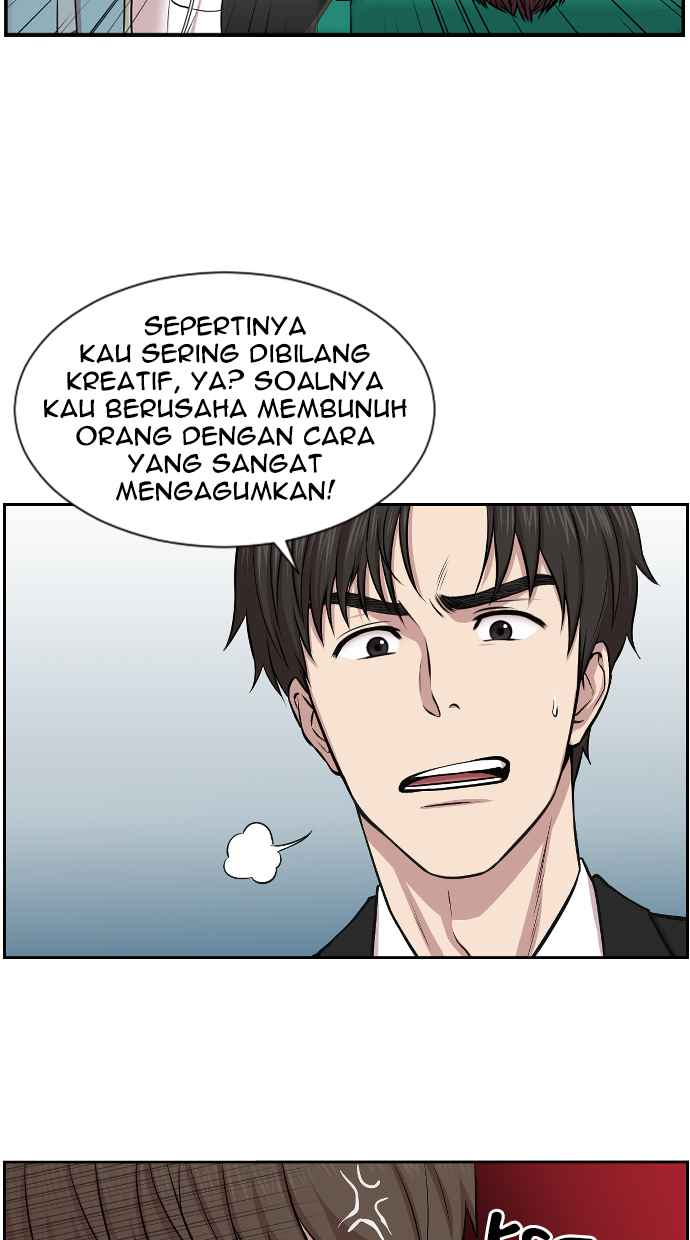 SEPERTINYA
KAU SERING DIBILANG
KREATIF, YA? SOALNYA
KAU BERUSAHA MEMBUNUH
ORANG DENGAN CARA
YANG SANGAT
MENGAGUMKAN!